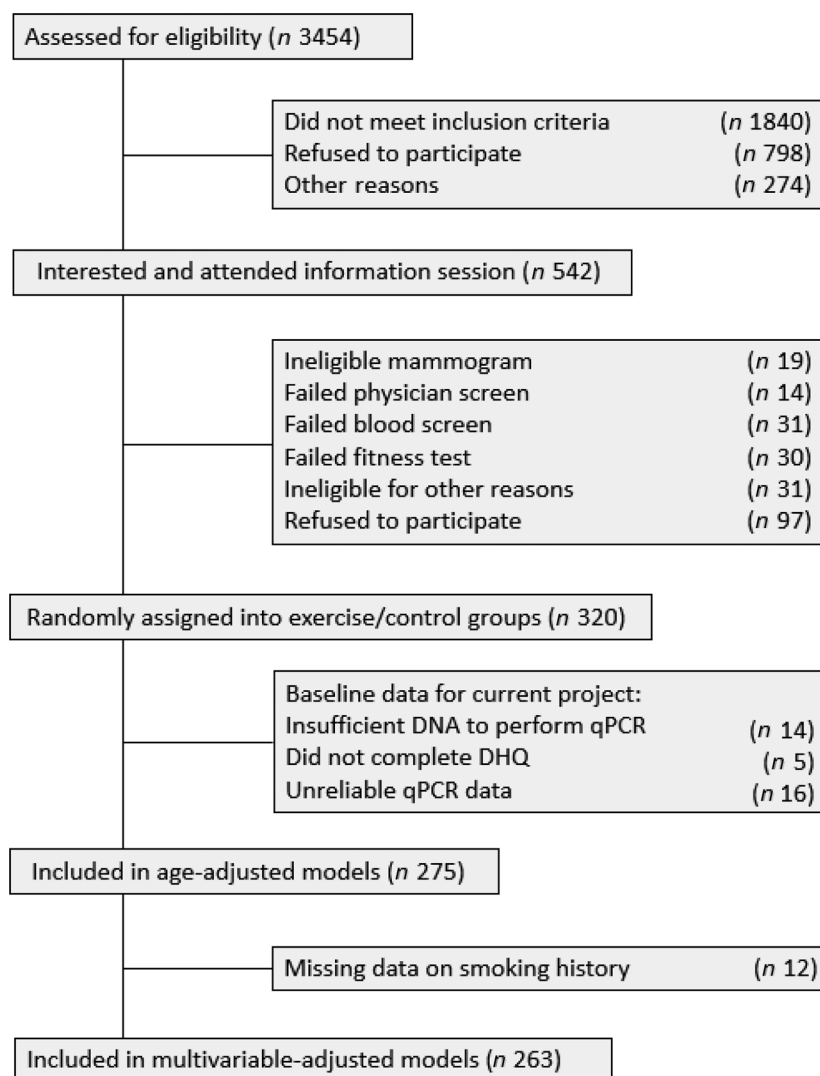 Assessed for eligibility (n 3454)
Did not meet inclusion criteria (n 1840)
Refused to participate (n 798)
Other reasons (n 274)
Interested and attended information session (n 542)
Ineligible mammogram (n 19)
Failed physician screen (n 14)
Failed blood screen (n 31)
Failed fitness test (n 30)
Ineligible for other reasons (n 31)
Refused to participate (n 97)
Randomly assigned into exercise/control groups (n 320)
Baseline data for current project:
Insufficient DNA to perform qPCR (n 14)
Did not complete DHQ (n 5)
Unreliable qPCR data (n 16)
Included in age-adjusted models (n 275)
Missing data on smoking history (n 12)
Included in multivariable-adjusted models (n 263)